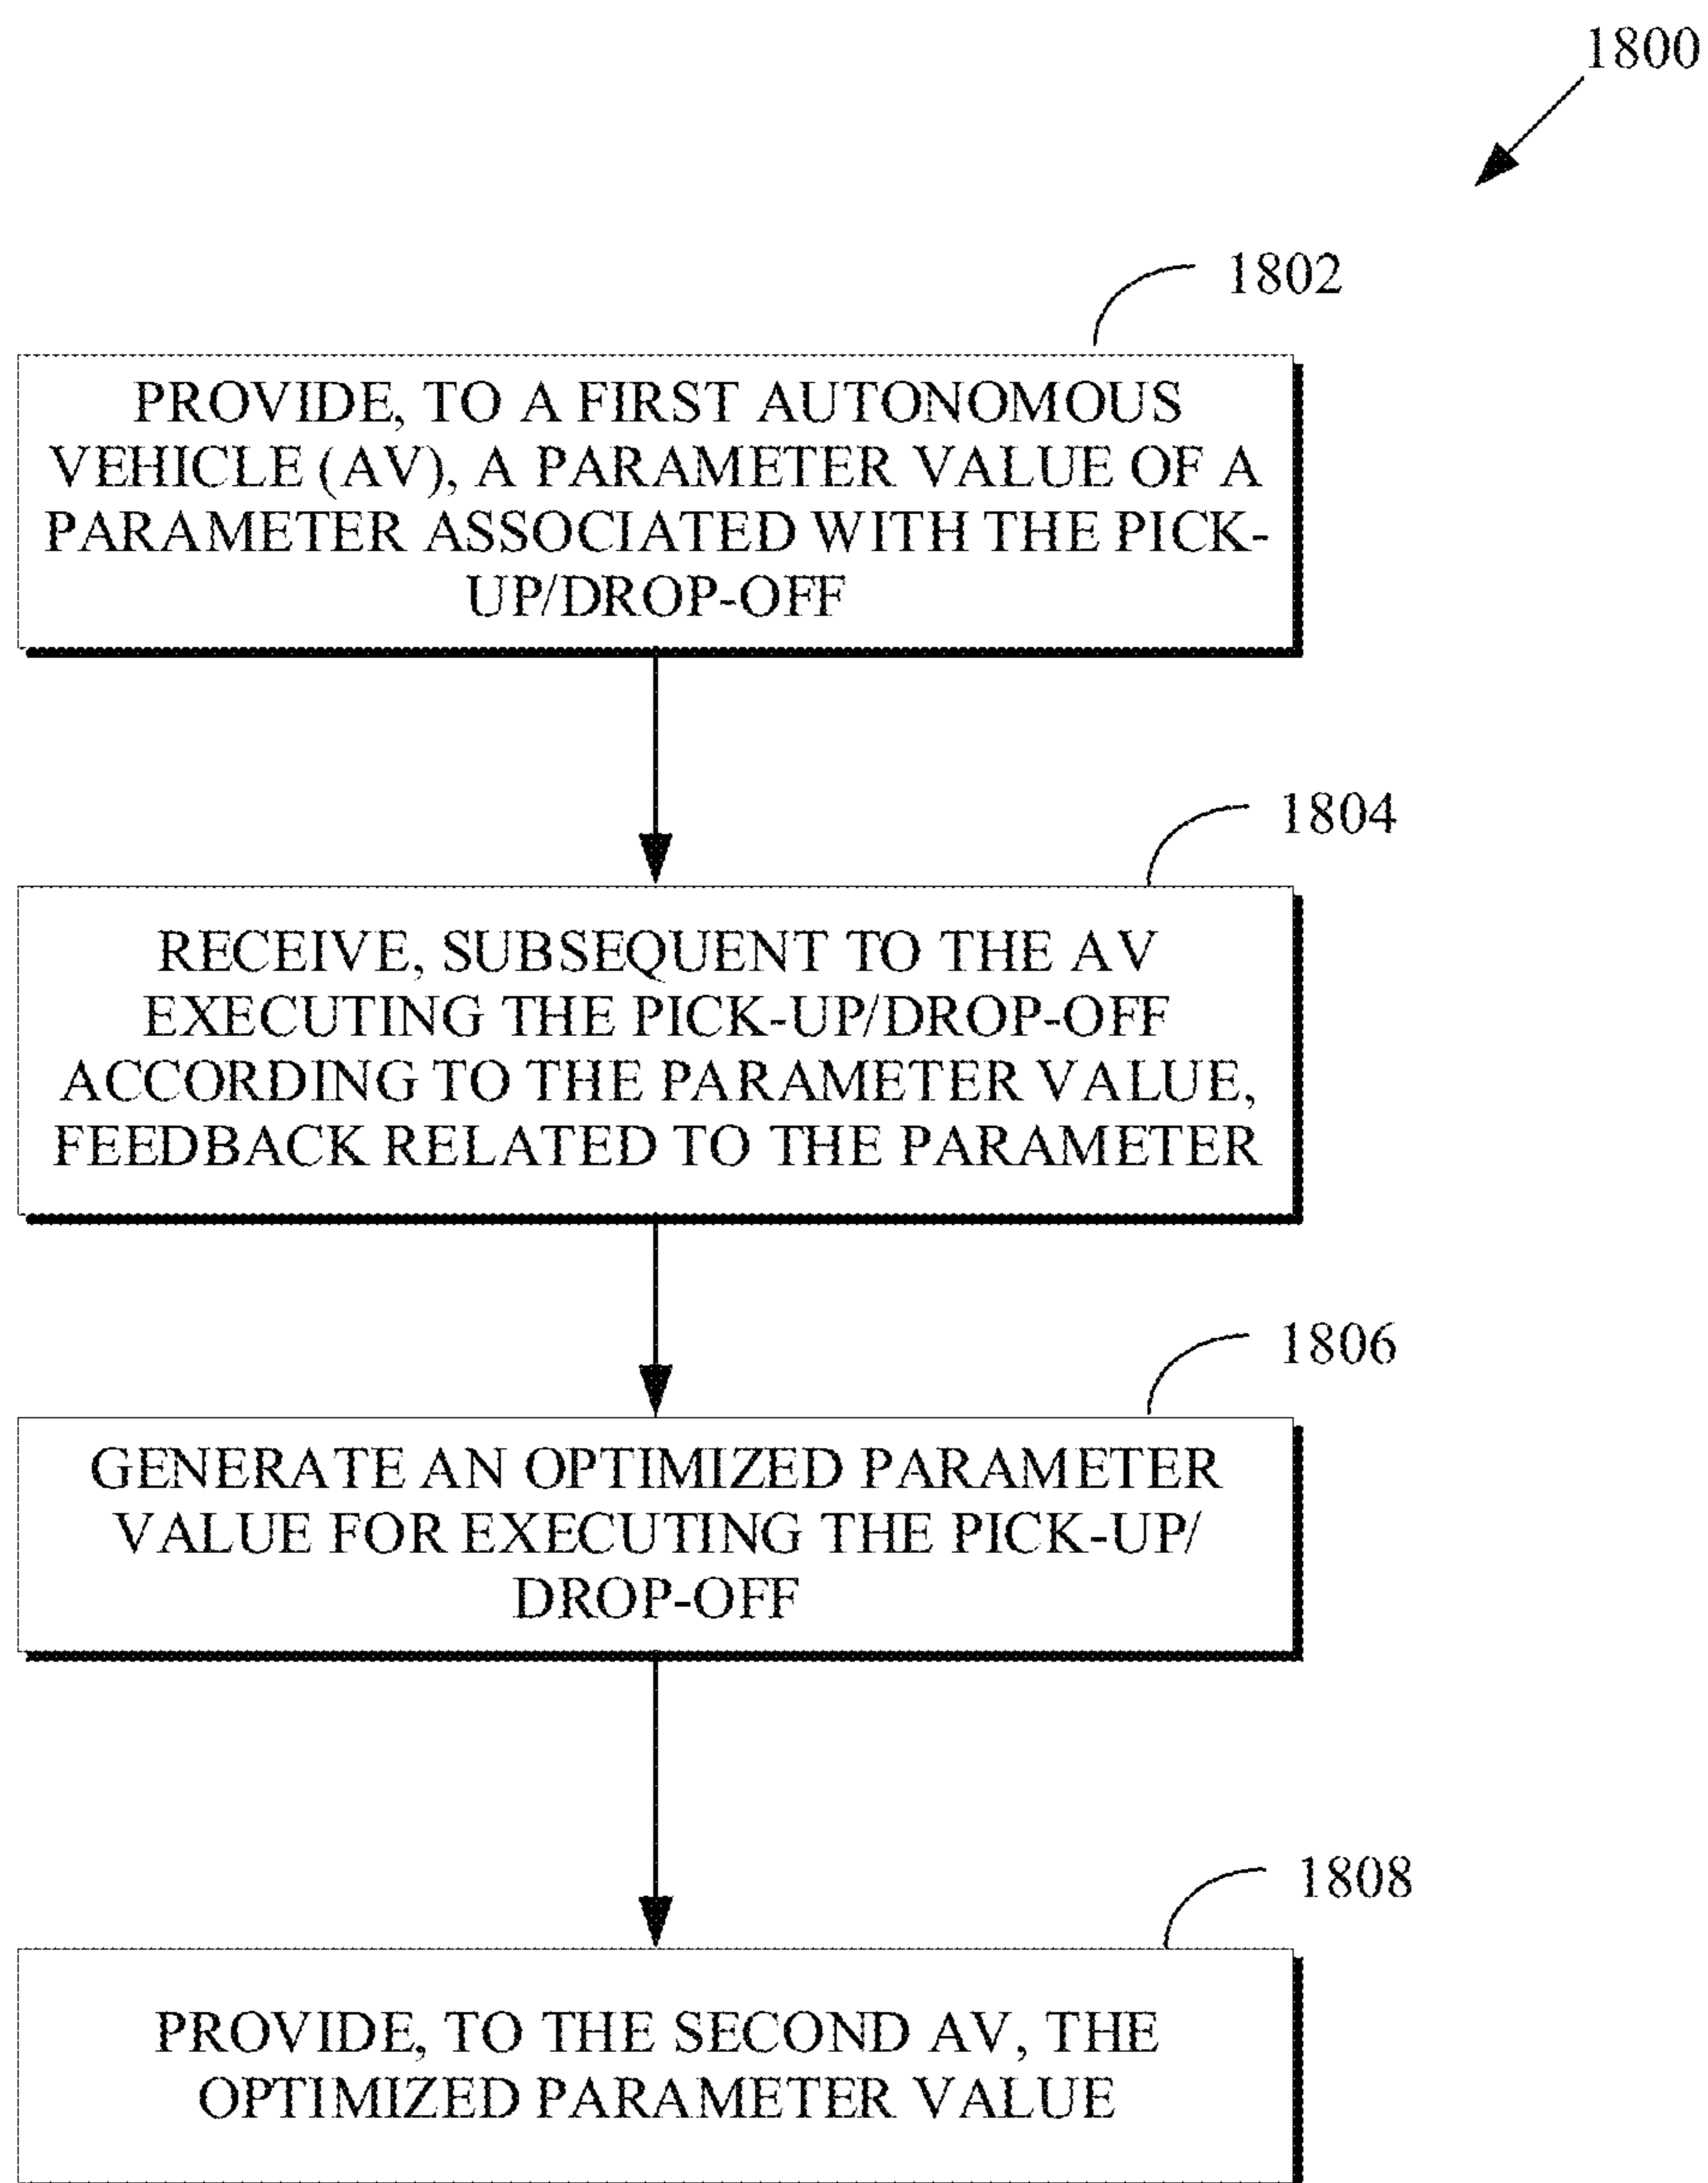 1800
1802
PROVIDE, TO A FIRST AUTONOMOUS
VEHICLE (AV), A PARAMETER VALUE OF A
PARAMETER ASSOCIATED WITH THE PICK-
UP/DROP-OFF
1804
RECEIVE, SUBSEQUENT TO THE AV
EXECUTING THE PICK-UP/DROP-OFF
ACCORDING TO THE PARAMETER VALUE,
FEEDBACK RELATED TO THE PARAMETER
1806
GENERATE AN OPTIMIZED PARAMETER
VALUE FOR EXECUTING THE PICK-UP/
DROP-OFF
1808
PROVIDE, TO THE SECOND AV, THE
OPTIMIZED PARAMETER VALUE